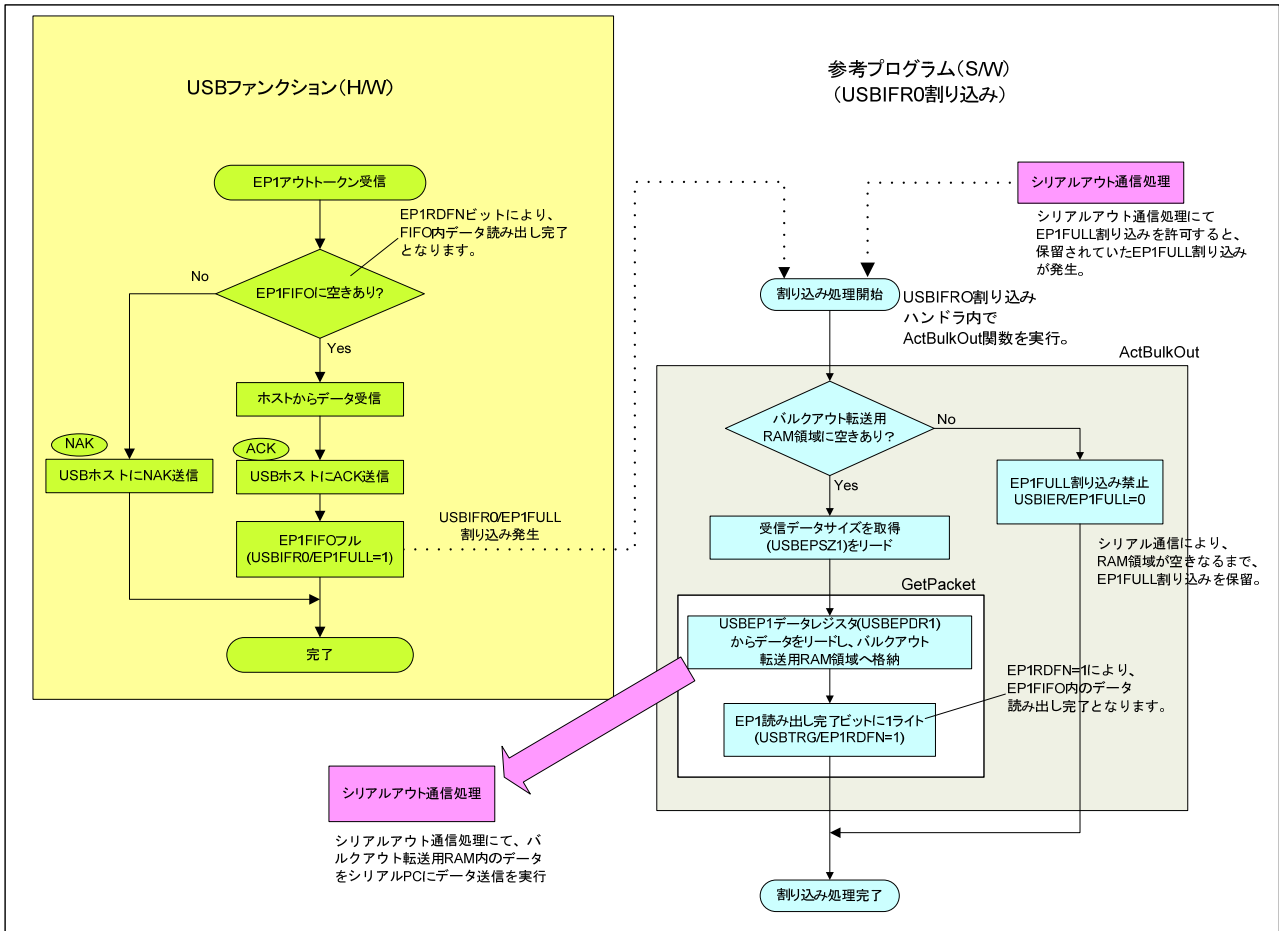 USBファンクション(H/W)
EP1アウトトークン受信
EP1RDFNビットにより、
FIFO内データ読み出し完了
となります。
No
EP1FIFOに空きあり?
Yes
ホストからデータ受信
NAK
ACK
USBホストにNAK送信
USBホストにACK送信
EP1FIFOフル
(USBIFR0/EP1FULL=1)
完了
USBIFR0/EP1FULL
割り込み発生
参考プログラム(S/W)
(USBIFR0割り込み)
シリアルアウト通信処理
シリアルアウト通信処理にて
EP1FULL割り込みを許可すると、
保留されていたEP1FULL割り込み
が発生。
割り込み処理開始
USBIFRO割り込み
ハンドラ内で
ActBulkOut関数を実行。
ActBulkOut
バルクアウト転送用
RAM領域に空きあり?
No
Yes
EP1FULL割り込み禁止
USBIER/EP1FULL=0
受信データサイズを取得
(USBEPSZ1)をリード
シリアル通信により、
RAM領域が空きなるまで、
EP1FULL割り込みを保留。
GetPacket
USBEP1データレジスタ(USBEPDR1)
からデータをリードし、バルクアウト
転送用RAM領域へ格納
EP1RDFN=1により、
EP1FIFO内のデータ
読み出し完了となります。
EP1読み出し完了ビットに1ライト
(USBTRG/EP1RDFN=1)
シリアルアウト通信処理
シリアルアウト通信処理にて、バ
ルクアウト転送用RAM内のデータ
をシリアルPCにデータ送信を実行
割り込み処理完了